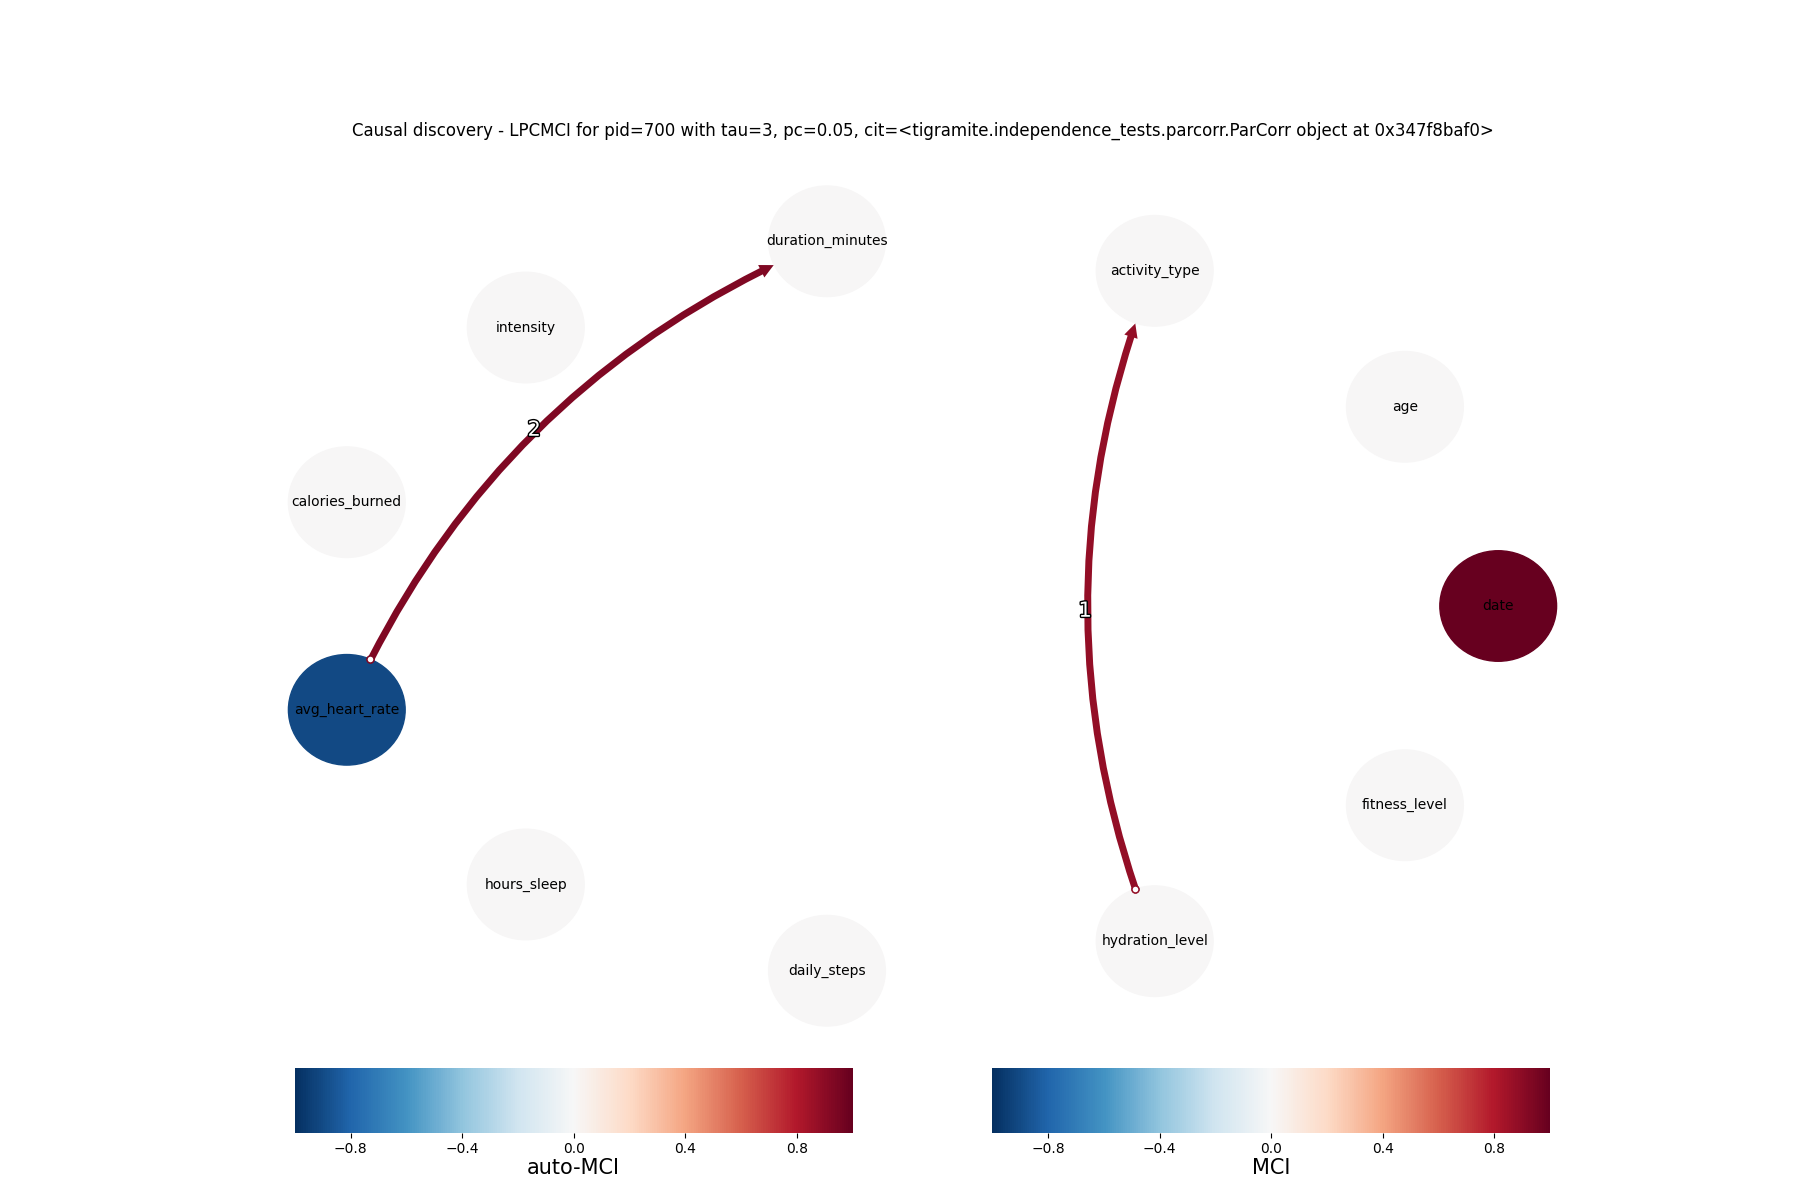 Causal discovery - LPCMCI for pid=700 with tau=3, pc=0.05, cit=<tigramite.independence_tests.parcorr.ParCorr object at 0x347f8baf0>
duration_minutes
activity_type
intensity
age
2
calories_burned
date
1
avg_heart_rate
fitness_level
hours_sleep
hydration_level
daily_steps
−0.8 −0.4 0.0 0.4 0.8
auto-MCI
−0.8 −0.4 0.0 0.4 0.8
MCI